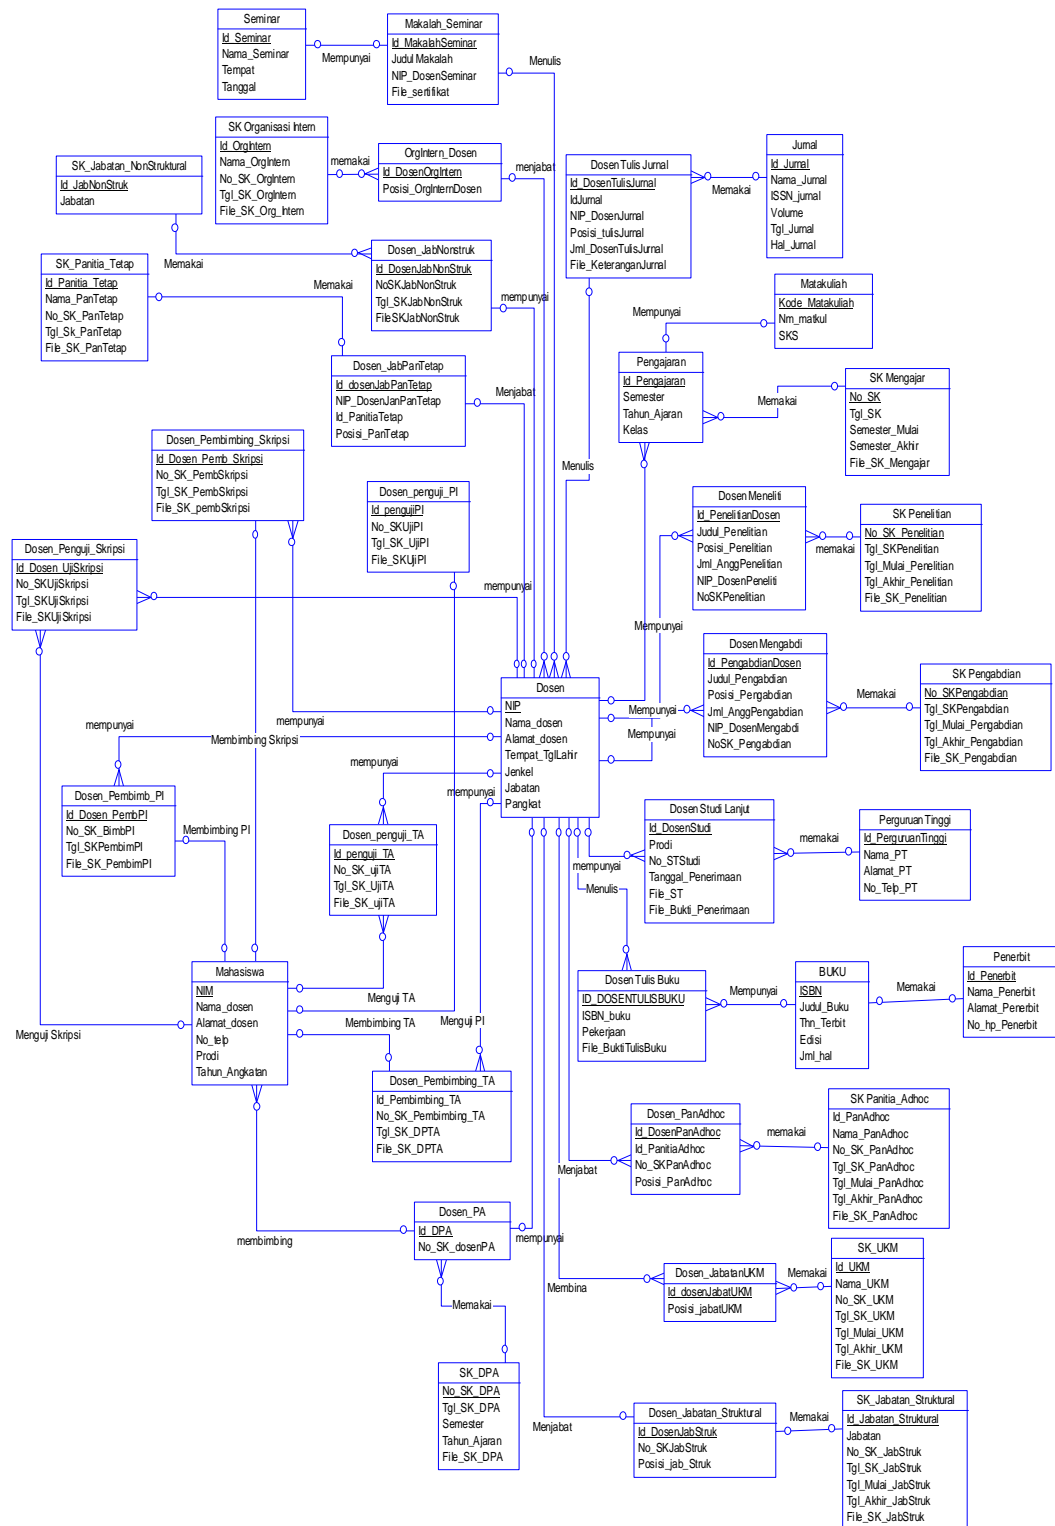 Seminar
Id_Seminar
Nama_Seminar
Tempat
Tanggal
Mempunyai
Makalah_Seminar
Id_MakalahSeminar
Judul Makalah
NIP_DosenSeminar
File_sertifikat
Menulis
SK Organisasi Intern
Id_OrgIntern
Nama_OrgIntern
No_SK_OrgIntern
Tgl_SK_OrgIntern
File_SK_Org_Intern
memakai
OrgIntern_Dosen
Id_DosenOrgIntern
Posisi_OrgInternDosen
menjabat
SK_Jabatan_NonStruktural
Id_JabNonStruk
Jabatan
Memakai
Dosen Tulis Jurnal
Id_DosenTulisJurnal
IdJurnal
NIP_DosenJurnal
Posisi_tulisJurnal
Jml_DosenTulisJurnal
File_KeteranganJurnal
Memakai
Jurnal
Id_Jurnal
Nama_Jurnal
ISSN_jurnal
Volume
Tgl_Jurnal
Hal_Jurnal
Dosen_JabNonstruk
Id_DosenJabNonStruk
NoSKJabNonStruk
Tgl_SKJabNonStruk
FileSKJabNonStruk
mempunyai
SK_Panitia_Tetap
Id_Panitia_Tetap
Nama_PanTetap
No_SK_PanTetap
Tgl_Sk_PanTetap
File_SK_PanTetap
Memakai
Matakuliah
Kode_Matakuliah
Nm_matkul
SKS
Mempunyai
Dosen_JabPanTetap
Id_dosenJabPanTetap
NIP_DosenJanPanTetap
Id_PanitiaTetap
Posisi_PanTetap
Menjabat
Pengajaran
Id_Pengajaran
Semester
Tahun_Ajaran
Kelas
Memakai
SK Mengajar
No_SK
Tgl_SK
Semester_Mulai
Semester_Akhir
File_SK_Mengajar
Dosen_Pembimbing_Skripsi
Id_Dosen_Pemb_Skripsi
No_SK_PembSkripsi
Tgl_SK_PembSkripsi
File_SK_pembSkripsi
Menulis
Dosen_penguji_PI
Id_pengujiPI
No_SKUjiPI
Tgl_SK_UjiPI
File_SKUjiPI
Dosen Meneliti
Id_PenelitianDosen
Judul_Penelitian
Posisi_Penelitian
Jml_AnggPenelitian
NIP_DosenPeneliti
NoSKPenelitian
memakai
SK Penelitian
No_SK_Penelitian
Tgl_SKPenelitian
Tgl_Mulai_Penelitian
Tgl_Akhir_Penelitian
File_SK_Penelitian
Dosen_Penguji_Skripsi
Id_Dosen_UjiSkripsi
No_SKUjiSkripsi
Tgl_SKUjiSkripsi
File_SKUjiSkripsi
mempunyai
Mempunyai
Dosen Mengabdi
Id_PengabdianDosen
Judul_Pengabdian
Posisi_Pergabdian
Jml_AnggPengabdian
NIP_DosenMengabdi
NoSK_Pengabdian
Memakai
SK Pengabdian
No_SKPengabdian
Tgl_SKPengabdian
Tgl_Mulai_Pengabdian
Tgl_Akhir_Pengabdian
File_SK_Pengabdian
Dosen
NIP
Nama_dosen
Alamat_dosen
Tempat_TglLahir
Jenkel
Jabatan
Pangkat
Mempunyai
Mempunyai
mempunyai
mempunyai
Membimbing Skripsi
mempunyai
mempunyai
Dosen_Pembimb_PI
Id_Dosen_PembPI
No_SK_BimbPI
Tgl_SKPembimPI
File_SK_PembimPI
Membimbing PI
Dosen_penguji_TA
Id_penguji_TA
No_SK_ujiTA
Tgl_SK_UjiTA
File_SK_ujiTA
Dosen Studi Lanjut
Id_DosenStudi
Prodi
No_STStudi
Tanggal_Penerimaan
File_ST
File_Bukti_Penerimaan
mempunyai
memakai
Perguruan Tinggi
Id_PerguruanTinggi
Nama_PT
Alamat_PT
No_Telp_PT
Menulis
Mahasiswa
NIM
Nama_dosen
Alamat_dosen
No_telp
Prodi
Tahun_Angkatan
Menguji TA
Membimbing TA
Menguji PI
Menguji Skripsi
Dosen Tulis Buku
ID_DOSENTULISBUKU
ISBN_buku
Pekerjaan
File_BuktiTulisBuku
Mempunyai
BUKU
ISBN
Judul_Buku
Thn_Terbit
Edisi
Jml_hal
Memakai
Penerbit
Id_Penerbit
Nama_Penerbit
Alamat_Penerbit
No_hp_Penerbit
Dosen_Pembimbing_TA
Id_Pembimbing_TA
No_SK_Pembimbing_TA
Tgl_SK_DPTA
File_SK_DPTA
Dosen_PanAdhoc
Id_DosenPanAdhoc
Id_PanitiaAdhoc
No_SKPanAdhoc
Posisi_PanAdhoc
Menjabat
memakai
SK Panitia_Adhoc
Id_PanAdhoc
Nama_PanAdhoc
No_SK_PanAdhoc
Tgl_SK_PanAdhoc
Tgl_Mulai_PanAdhoc
Tgl_Akhir_PanAdhoc
File_SK_PanAdhoc
Dosen_PA
Id_DPA
No_SK_dosenPA
membimbing
mempunyai
Memakai
Dosen_JabatanUKM
Id_dosenJabatUKM
Posisi_jabatUKM
Membina
Memakai
SK_UKM
Id_UKM
Nama_UKM
No_SK_UKM
Tgl_SK_UKM
Tgl_Mulai_UKM
Tgl_Akhir_UKM
File_SK_UKM
SK_DPA
No_SK_DPA
Tgl_SK_DPA
Semester
Tahun_Ajaran
File_SK_DPA
Menjabat
Dosen_Jabatan_Struktural
Id_DosenJabStruk
No_SKJabStruk
Posisi_jab_Struk
Memakai
SK_Jabatan_Struktural
Id_Jabatan_Struktural
Jabatan
No_SK_JabStruk
Tgl_SK_JabStruk
Tgl_Mulai_JabStruk
Tgl_Akhir_JabStruk
File_SK_JabStruk